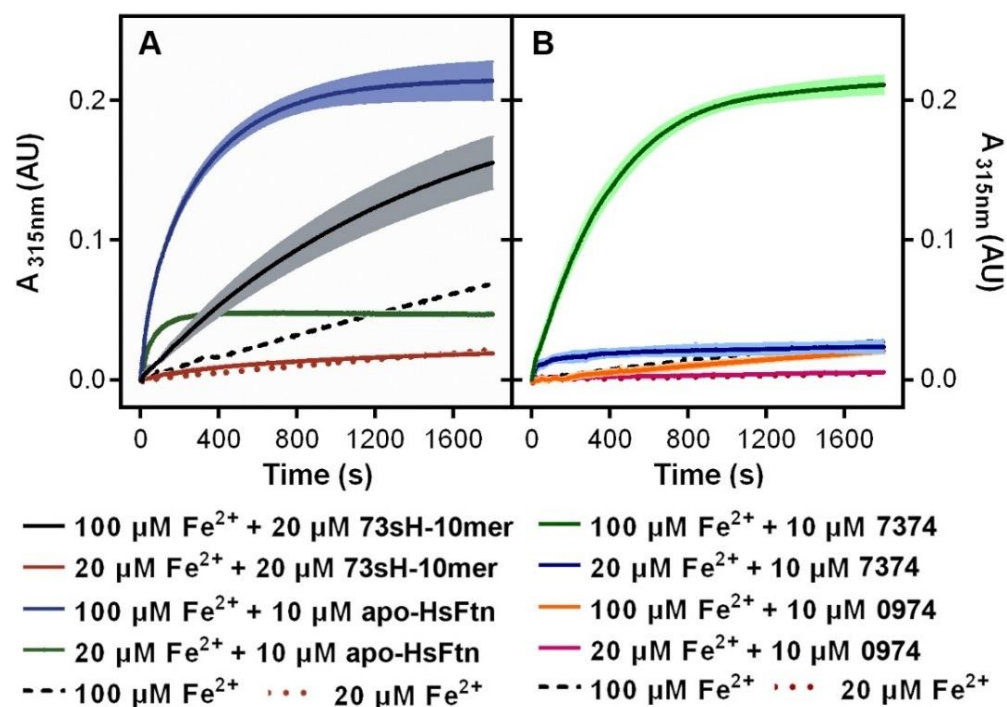 A
B
A 315nm (AU)
0.2
0.1
0.0
0.2
0.1
0.0
A 315nm (AU)
0 400 800 1200 1600
0 400 800 1200 1600
Time (s)
Time (s)
100 µM Fe²⁺ + 20 µM 73sH-10mer
20 µM Fe²⁺ + 20 µM 73sH-10mer
100 µM Fe²⁺ + 10 µM apo-HsFtn
20 µM Fe²⁺ + 10 µM apo-HsFtn
100 µM Fe²⁺ 20 µM Fe²⁺
100 µM Fe²⁺ + 10 µM 7374
20 µM Fe²⁺ + 10 µM 7374
100 µM Fe²⁺ + 10 µM 0974
20 µM Fe²⁺ + 10 µM 0974
100 µM Fe²⁺ 20 µM Fe²⁺